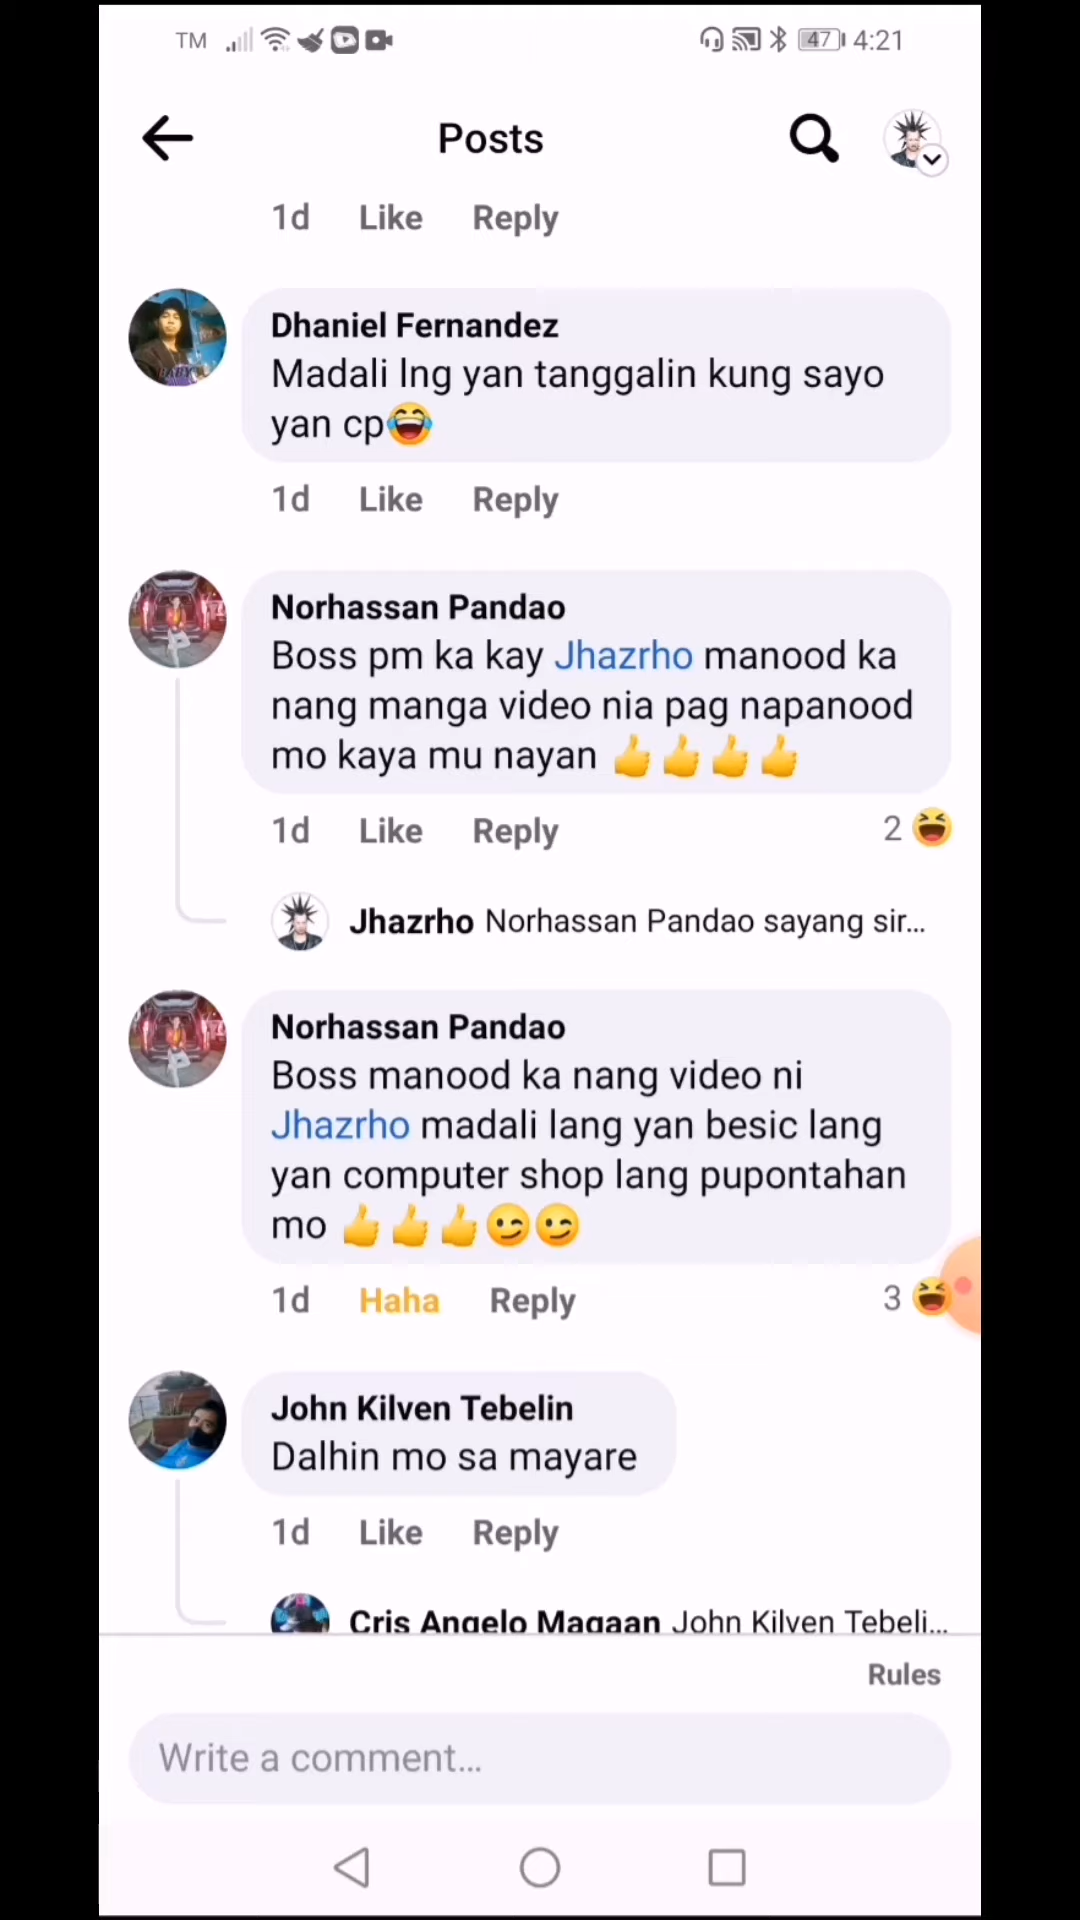 TM 47 4:21
Posts
1d Like Reply
Dhaniel Fernandez
Madali lng yan tanggalin kung sayo
yan cp😂
1d Like Reply
Norhassan Pandao
Boss pm ka kay Jhazrho manood ka
nang manga video nia pag napanood
mo kaya mu nayan 👍👍👍👍
1d Like Reply 2 😆
Jhazrho Norhassan Pandao sayang sir...
Norhassan Pandao
Boss manood ka nang video ni
Jhazrho madali lang yan besic lang
yan computer shop lang pupontahan
mo 👍👍👍😉😉
1d Haha Reply 3 😆
John Kilven Tebelin
Dalhin mo sa mayare
1d Like Reply
Cris Angelo Magaan John Kilven Tebeli...
Rules
Write a comment...